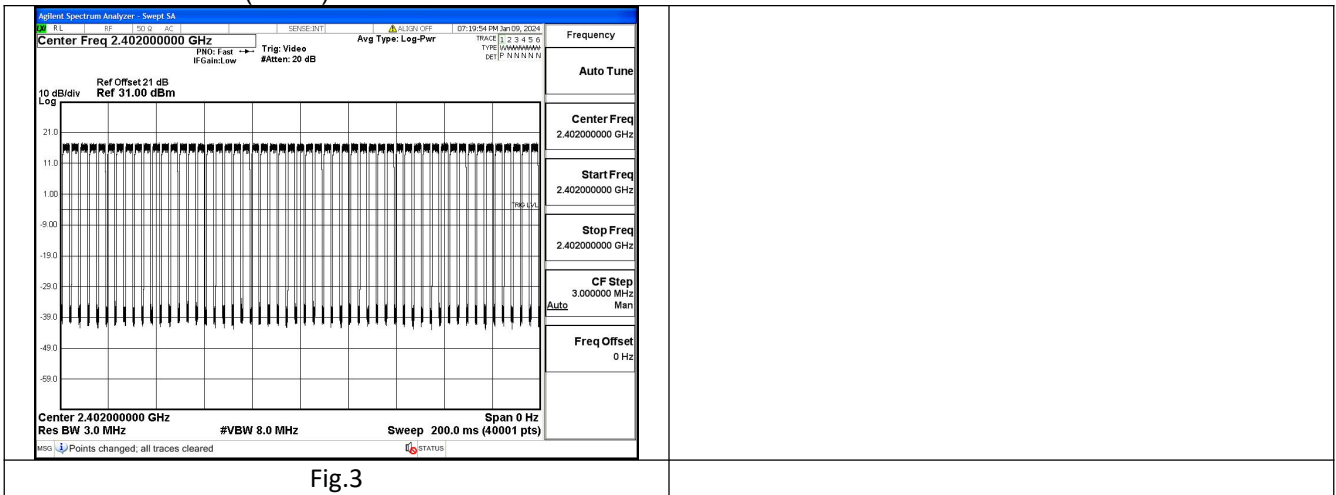 Agilent Spectrum Analyzer - Swept SA
RL RF 50 Ω AC SENSE:INT ALIGN OFF 07:19:54 PM Jan 09, 2024
Center Freq 2.402000000 GHz
PNO: Fast
IFGain:Low
Trig: Video
#Atten: 20 dB
Avg Type: Log-Pwr
TRACE 1 2 3 4 5 6
TYPE
DET P N N N N N
Ref Offset 21 dB
10 dB/div Ref 31.00 dBm
Log
21.0
11.0
1.00
TRIG LVL
-9.00
-19.0
-29.0
-39.0
-49.0
-59.0
Center 2.402000000 GHz Span 0 Hz
Res BW 3.0 MHz #VBW 8.0 MHz Sweep 200.0 ms (40001 pts)
MSG Points changed; all traces cleared STATUS
Frequency
Auto Tune
Center Freq
2.402000000 GHz
Start Freq
2.402000000 GHz
Stop Freq
2.402000000 GHz
CF Step
3.000000 MHz
Auto Man
Freq Offset
0 Hz
Fig.3